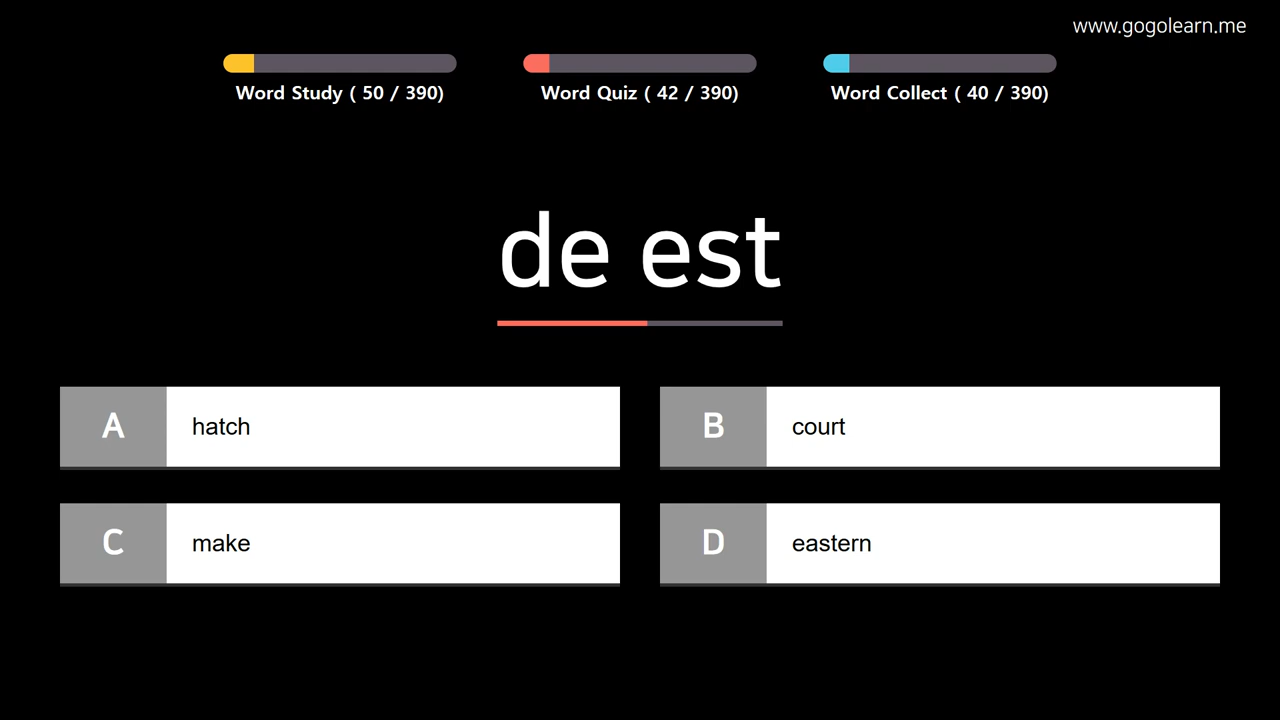 www.gogolearn.me
Word Study ( 50 / 390)
Word Quiz ( 42 / 390)
Word Collect ( 40 / 390)
de est
A hatch
B court
C make
D eastern